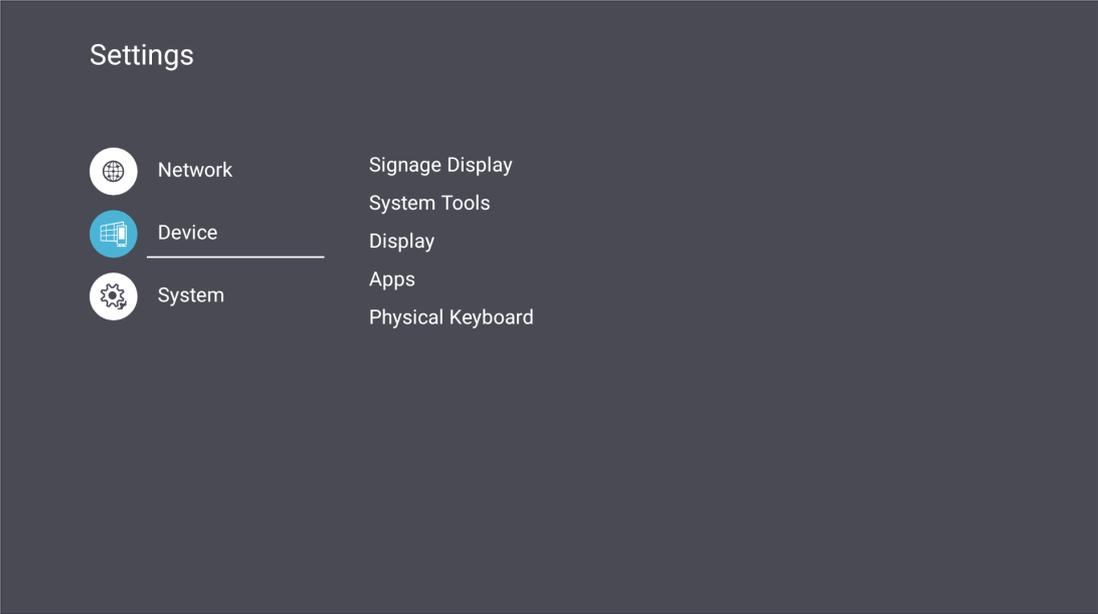 Settings
Network
Device
System
Signage Display
System Tools
Display
Apps
Physical Keyboard